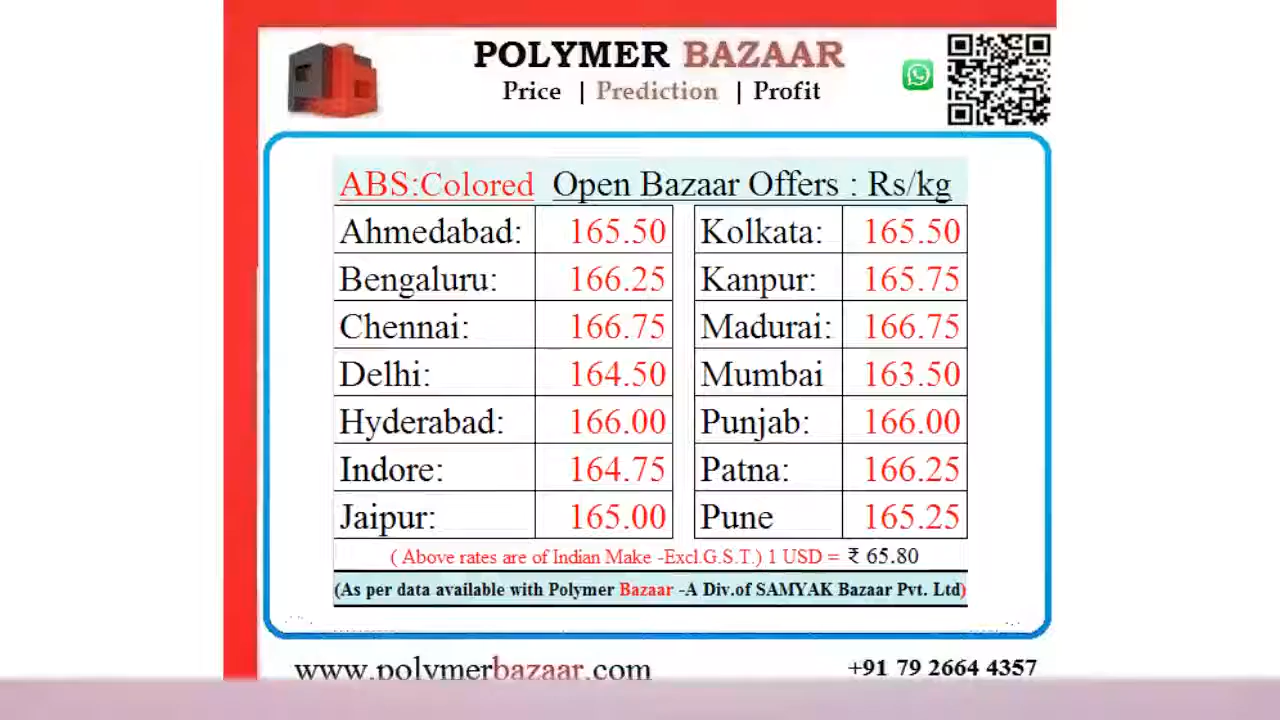 POLYMER BAZAAR
Price | Prediction | Profit
ABS:Colored Open Bazaar Offers : Rs/kg
Ahmedabad: 165.50 Kolkata: 165.50
Bengaluru: 166.25 Kanpur: 165.75
Chennai: 166.75 Madurai: 166.75
Delhi: 164.50 Mumbai 163.50
Hyderabad: 166.00 Punjab: 166.00
Indore: 164.75 Patna: 166.25
Jaipur: 165.00 Pune 165.25
( Above rates are of Indian Make -Excl.G.S.T.) 1 USD = ₹ 65.80
(As per data available with Polymer Bazaar -A Div.of SAMYAK Bazaar Pvt. Ltd)
www.polymerbazaar.com +91 79 2664 4357